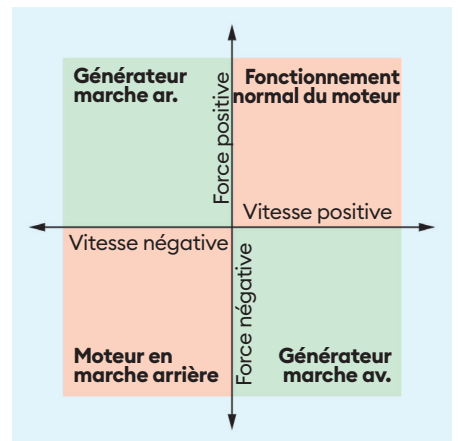 Générateur
marche ar.
Force positive
Fonctionnement
normal du moteur
Vitesse positive
Vitesse négative
Force négative
Moteur en
marche arrière
Générateur
marche av.